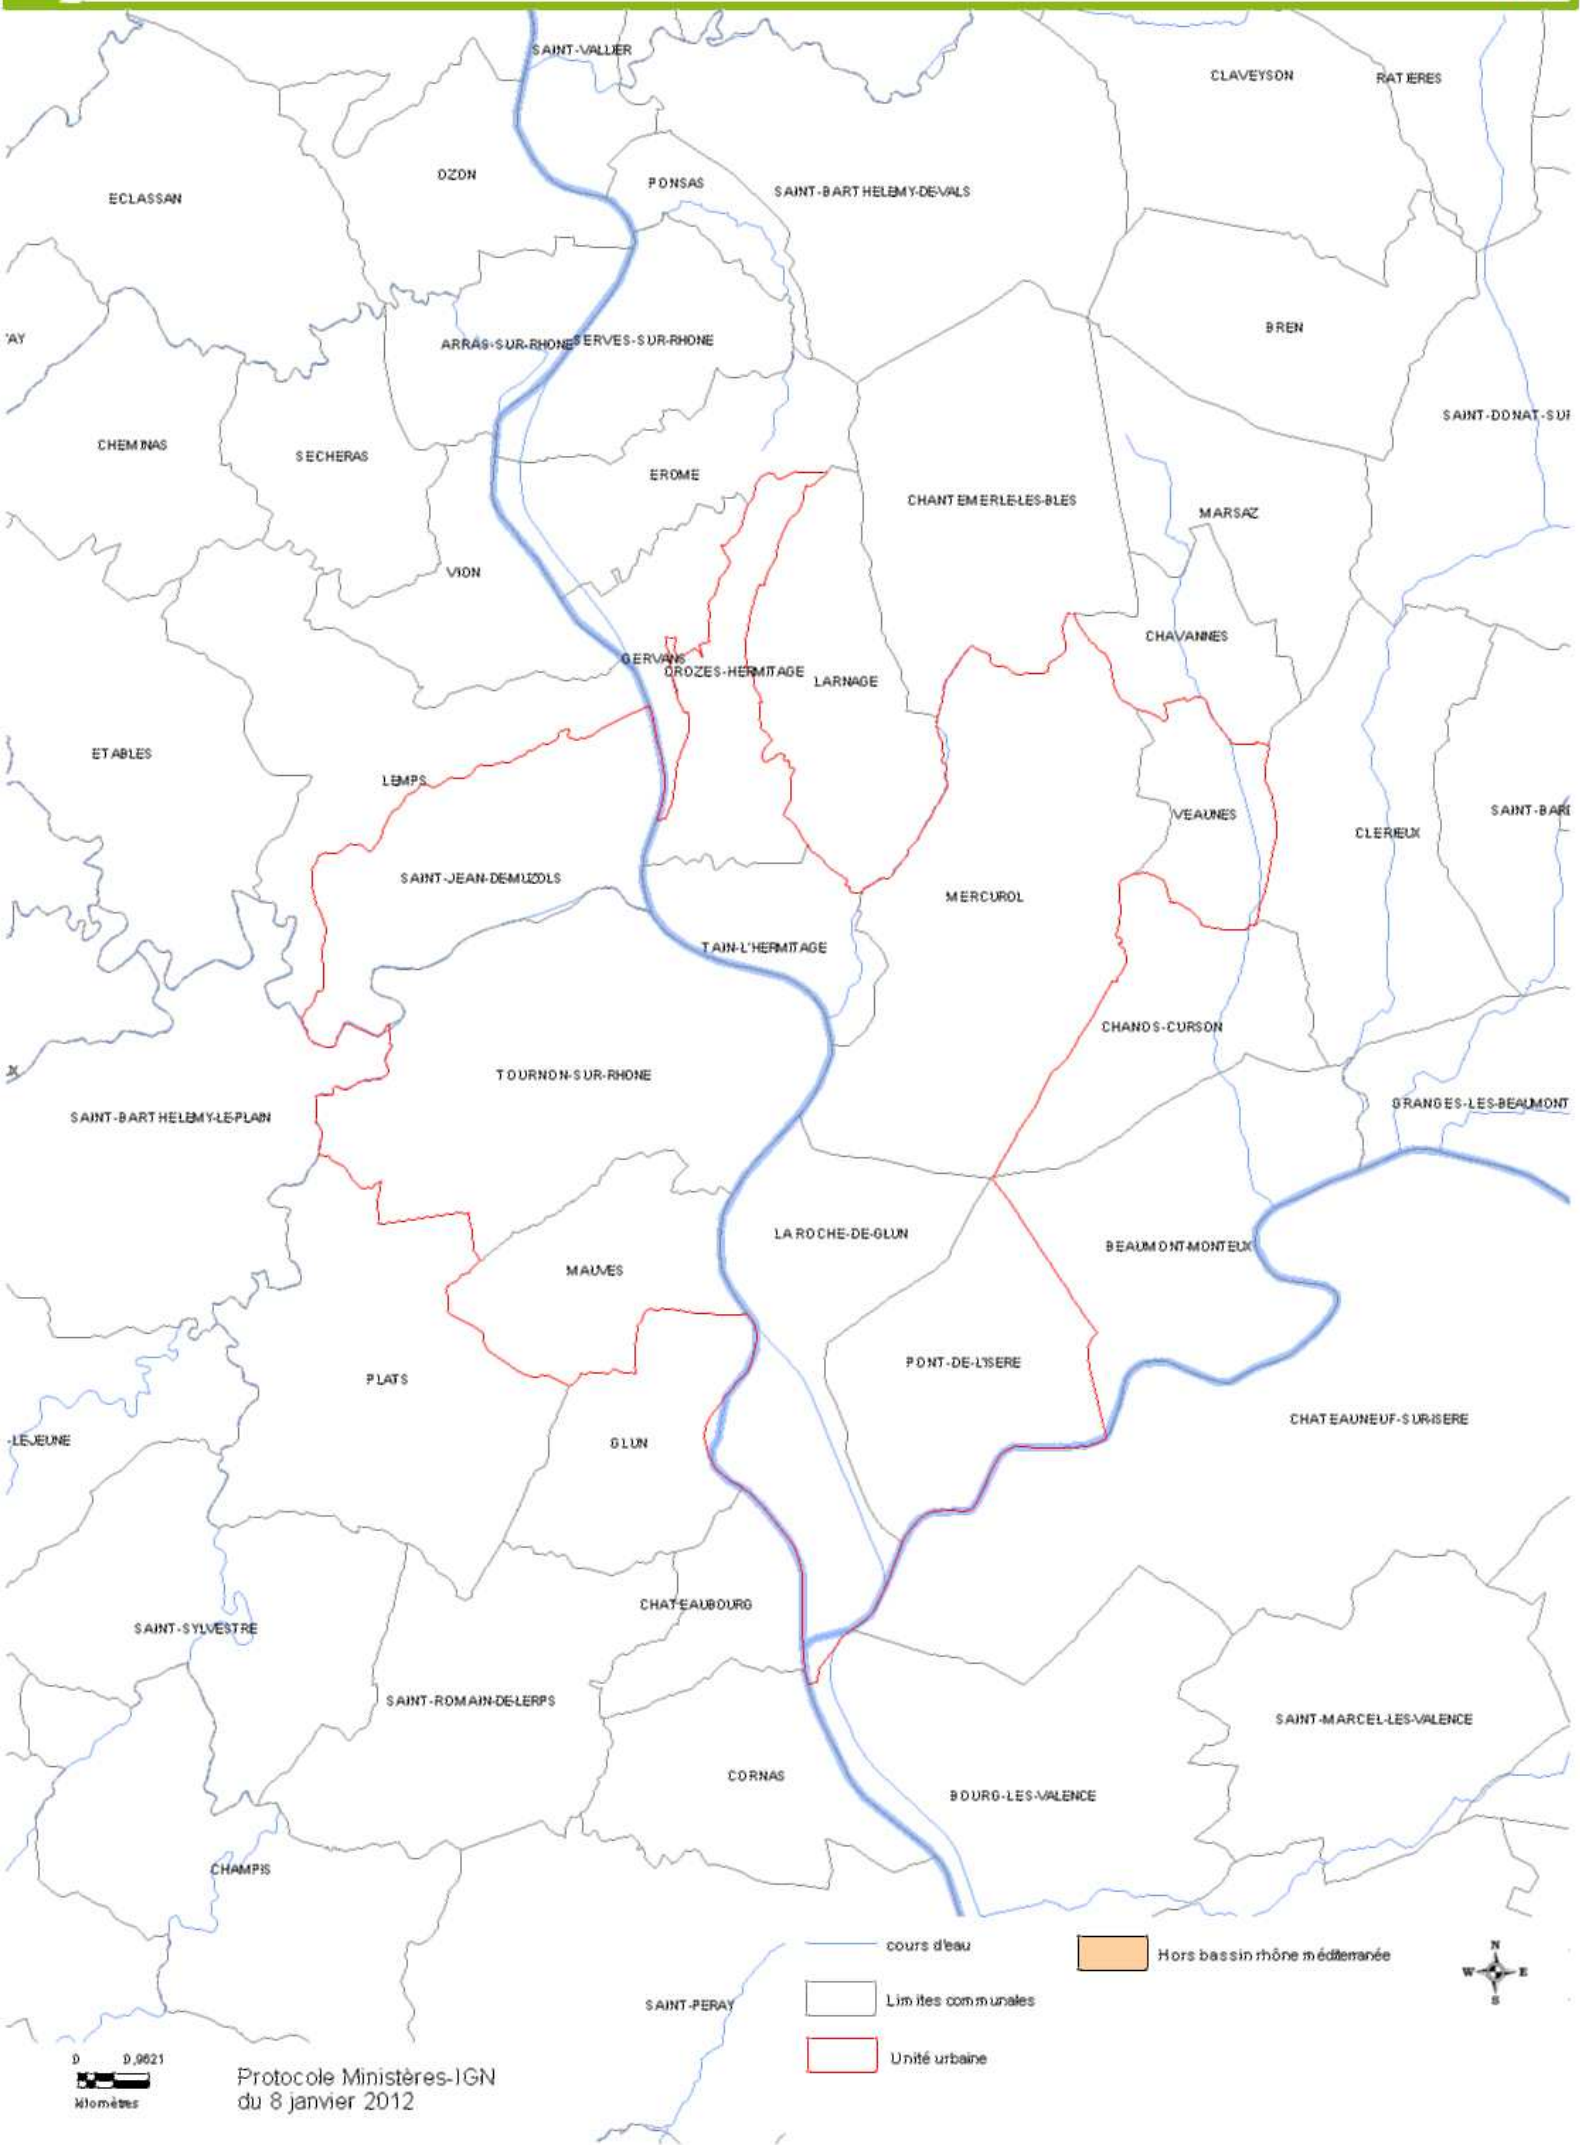 SAINT-VALLIER
CLAVEYSON
RATIERES
OZON
PONSAS
SAINT-BARTHELEMY-DE-VALS
ECLASSAN
'AY
ARRAS-SUR-RHONE
SERVES-SUR-RHONE
BREN
SAINT-DONAT-SUR
CHEMINAS
SECHERAS
EROME
CHANTEMERLE-LES-BLES
MARSAZ
VION
CHAVANNES
GERVANS
CROZES-HERMITAGE
LARNAGE
ETABLES
LEMPS
VEAUNES
SAINT-BARD
CLERIEUX
SAINT-JEAN-DE-MUZOLS
MERCUROL
TAIN-L'HERMITAGE
CHANOS-CURSON
X
TOURNON-SUR-RHONE
SAINT-BARTHELEMY-LE-PLAIN
GRANGES-LES-BEAUMONT
LA ROCHE-DE-GLUN
BEAUMONT-MONTEUX
MAUVES
PONT-DE-L'ISERE
PLATS
CHATEAUNEUF-SUR-ISERE
-LEJEUNE
GLUN
CHATEAUBOURG
SAINT-SYLVESTRE
SAINT-ROMAIN-DE-LERPS
SAINT-MARCEL-LES-VALENCE
CORNAS
BOURG-LES-VALENCE
CHAMPIS
SAINT-PERAY
cours d'eau
Limites communales
Unité urbaine
Hors bassin rhône méditerranée
N
W E
S
0 0,9621
kilomètres
Protocole Ministères-IGN
du 8 janvier 2012